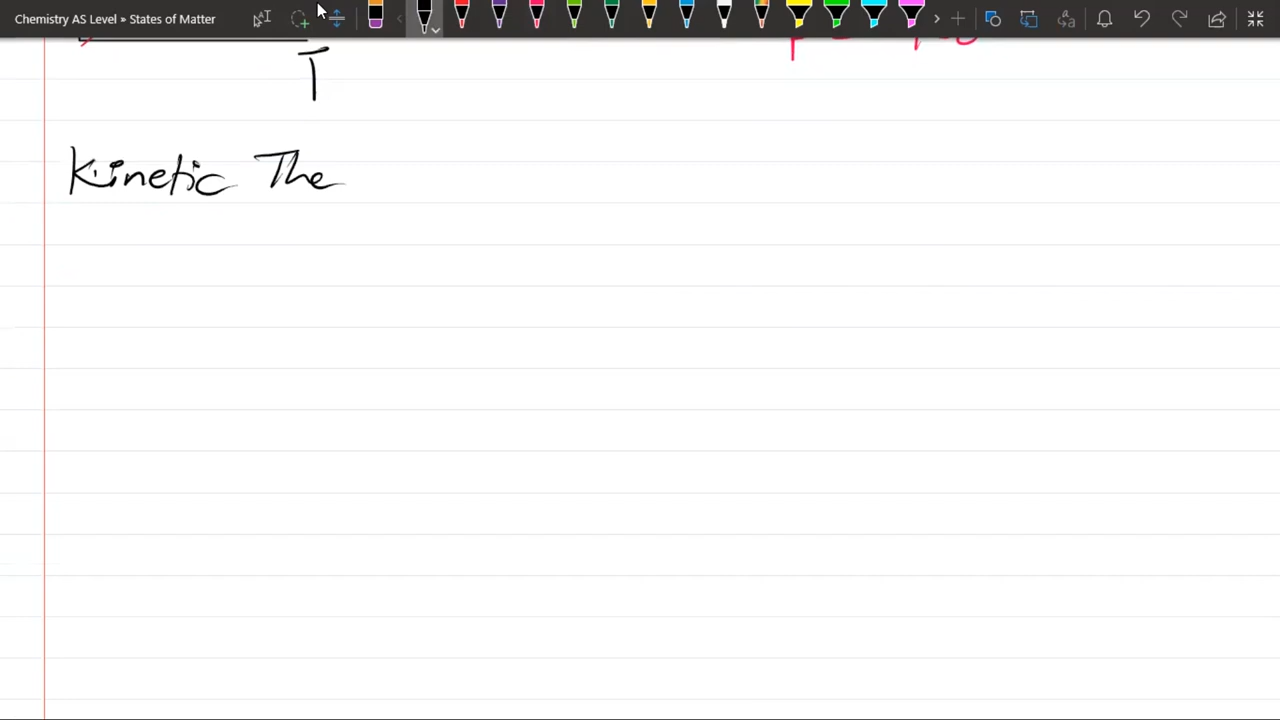 Chemistry AS Level » States of Matter
T
Kinetic The